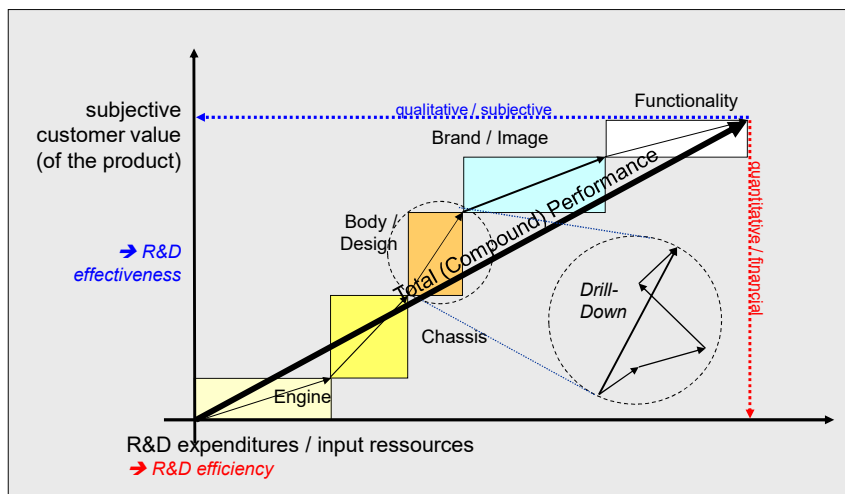 subjective
customer value
(of the product)
➔ R&D
effectiveness
qualitative / subjective
Functionality
Brand / Image
Body /
Design
Total (Compound) Performance
quantitative / financial
Drill-
Down
Chassis
Engine
R&D expenditures / input ressources
➔ R&D efficiency